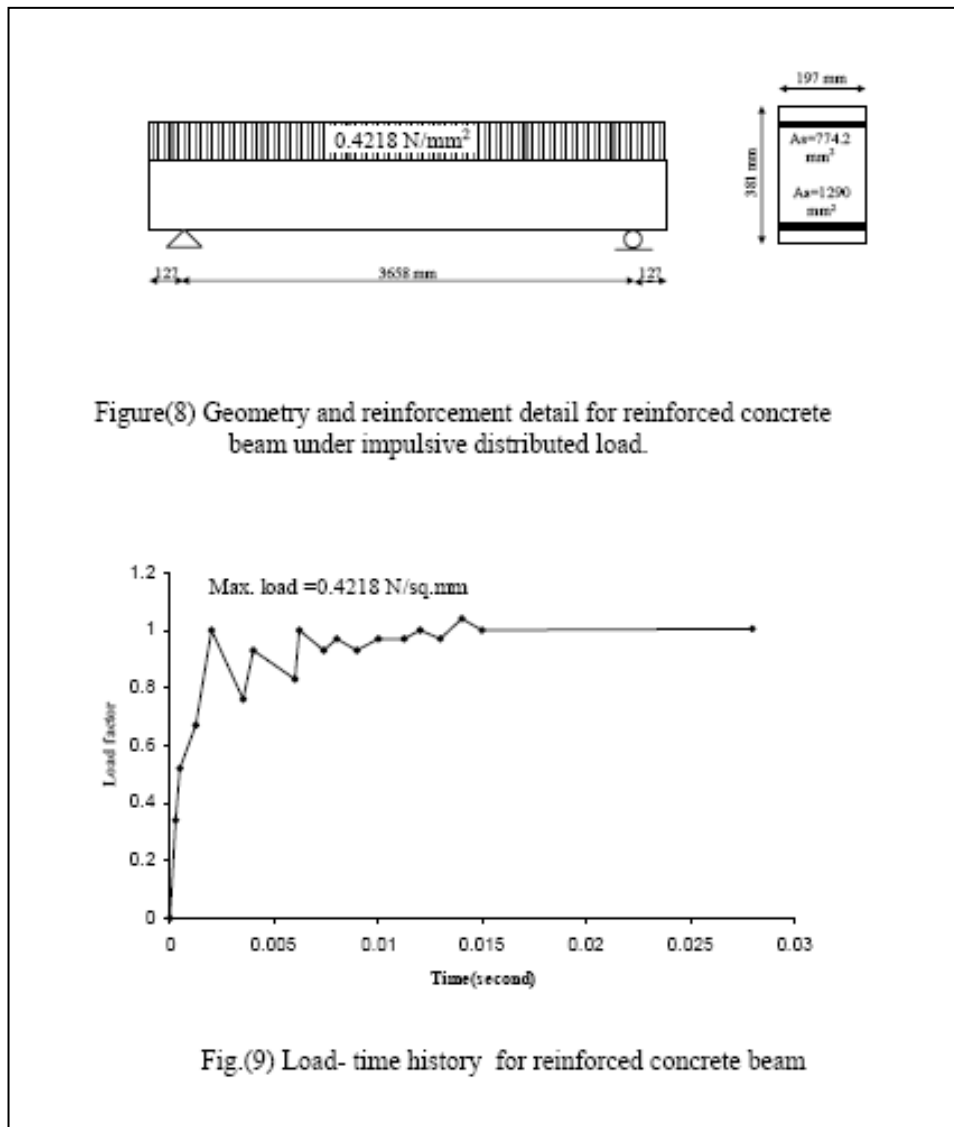 0.4218 N/mm²
127
3658 mm
127
197 mm
381 mm
As=774.2
mm²
As=1290
mm²
Figure(8) Geometry and reinforcement detail for reinforced concrete
beam under impulsive distributed load.
Max. load =0.4218 N/sq.mm
1.2
1
0.8
0.6
0.4
0.2
0
Load factor
0 0.005 0.01 0.015 0.02 0.025 0.03
Time(second)
Fig.(9) Load- time history for reinforced concrete beam